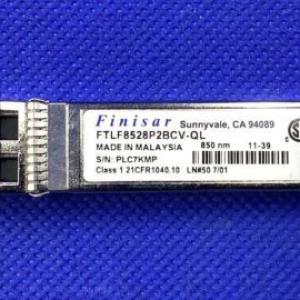 Finisar Sunnyvale, CA 94089
FTLF8528P2BCV-QL
MADE IN MALAYSIA 850 nm 11-39
S/N: PLC7KMP
Class 1 21CFR1040.10 LN#50 7/01